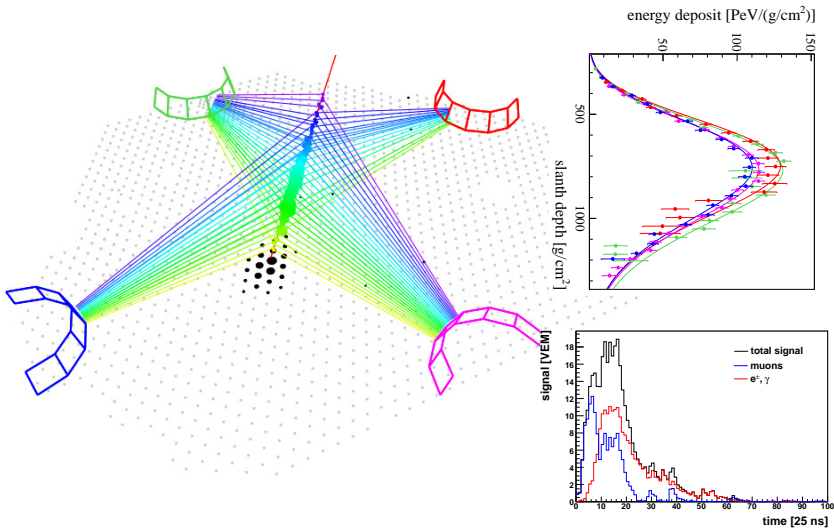 energy deposit [PeV/(g/cm²)]
50 100 150
500
1000
slanth depth [g/cm²]
signal [VEM]
18
16
14
12
10
8
6
4
2
0
total signal
muons
e±, γ
0 10 20 30 40 50 60 70 80 90 100
time [25 ns]